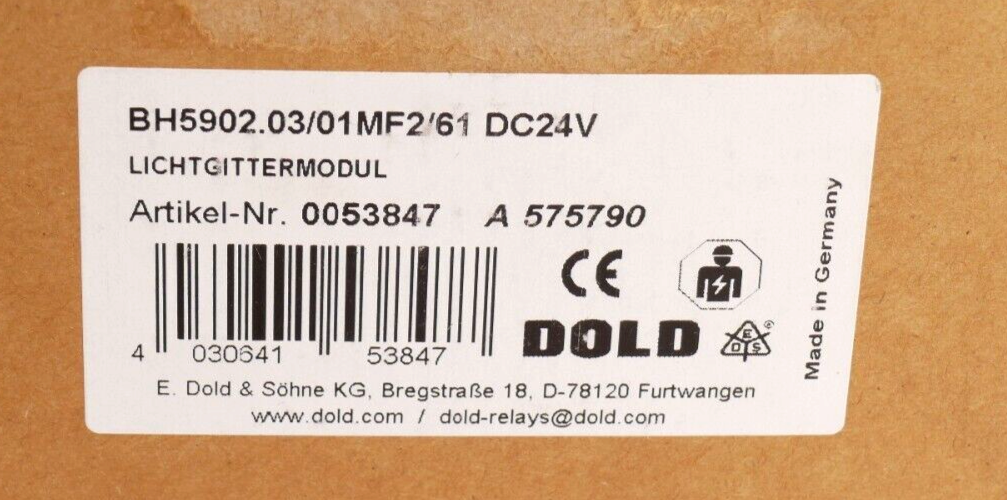 BH5902.03/01MF2/61 DC24V
LICHTGITTERMODUL
Artikel-Nr. 0053847 A 575790
4 030641 53847
CE
DOLD
EDS®
E. Dold & Söhne KG, Bregstraße 18, D-78120 Furtwangen
www.dold.com / dold-relays@dold.com
Made in Germany